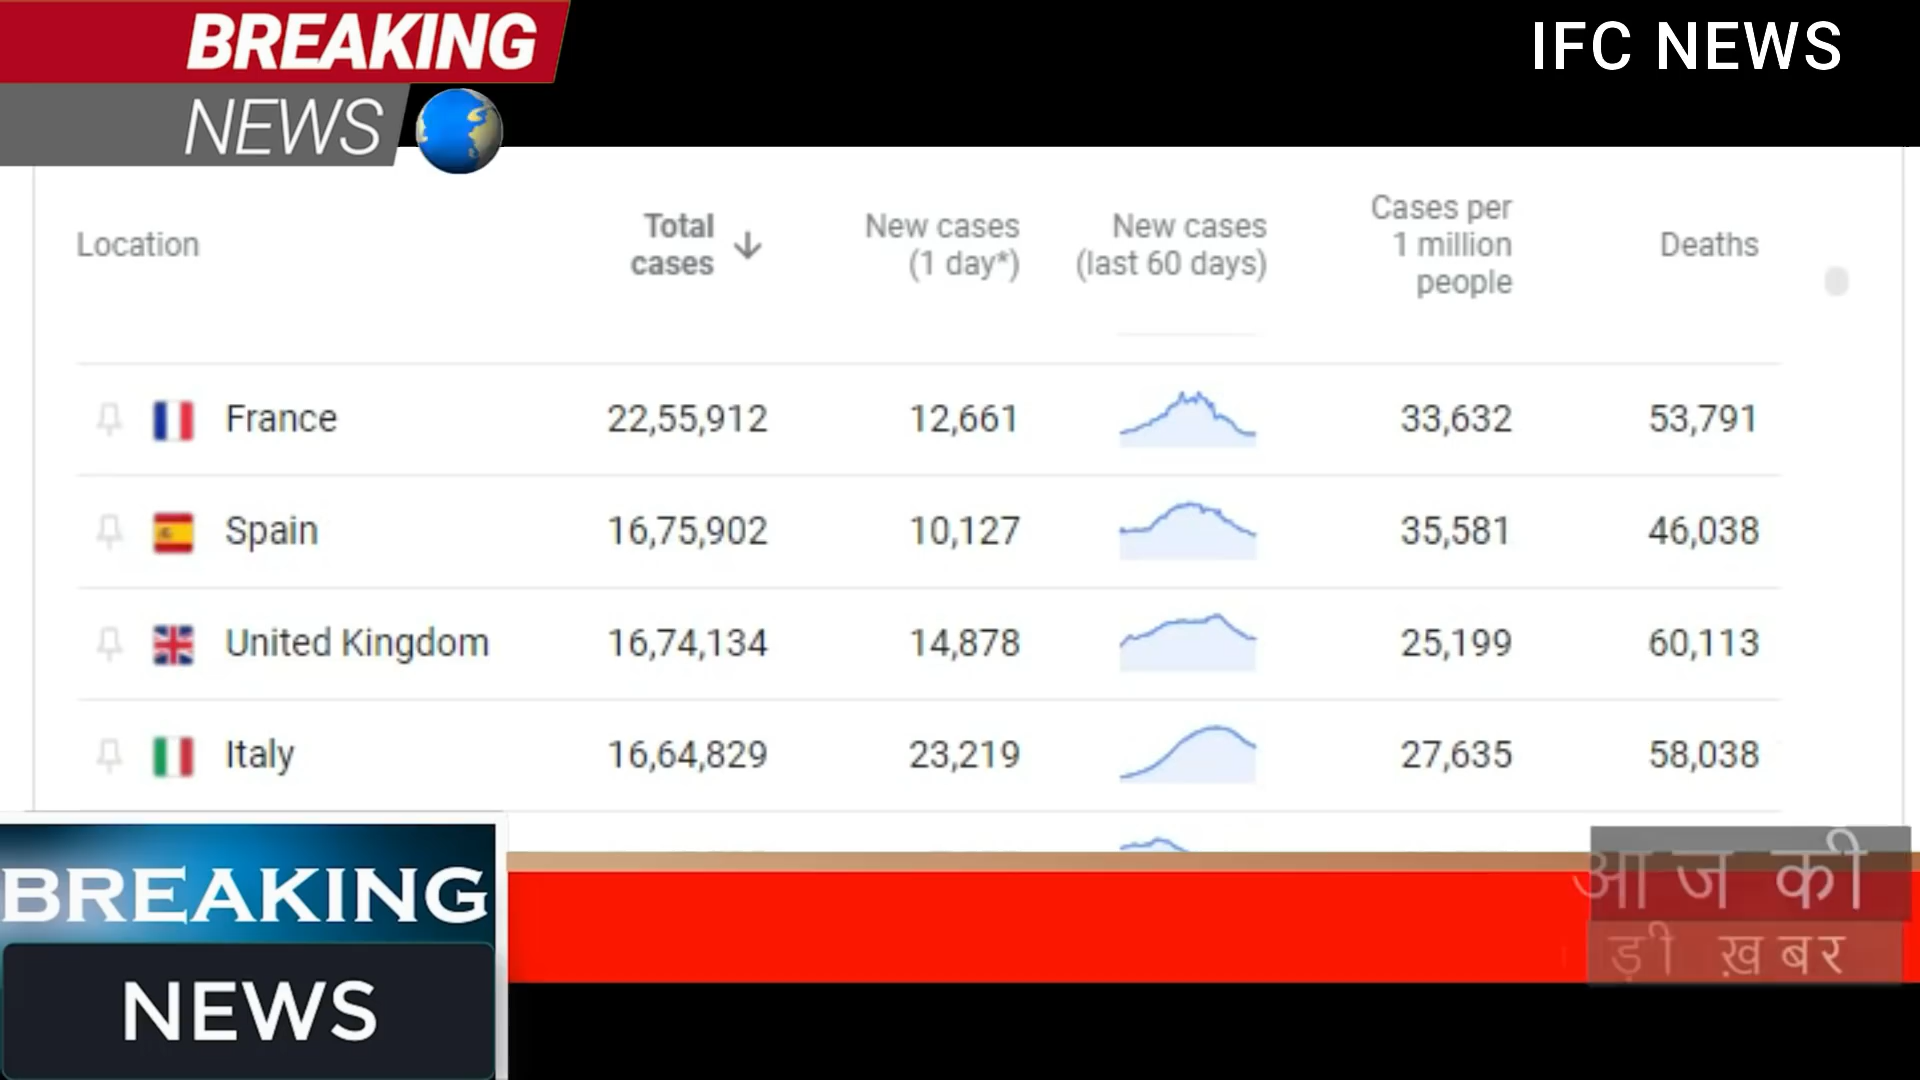 BREAKING
IFC NEWS
NEWS
Location
Total
cases
New cases
(1 day*)
New cases
(last 60 days)
Cases per
1 million
people
Deaths
France 22,55,912 12,661 33,632 53,791
Spain 16,75,902 10,127 35,581 46,038
United Kingdom 16,74,134 14,878 25,199 60,113
Italy 16,64,829 23,219 27,635 58,038
BREAKING
NEWS
आज की
ख़बर